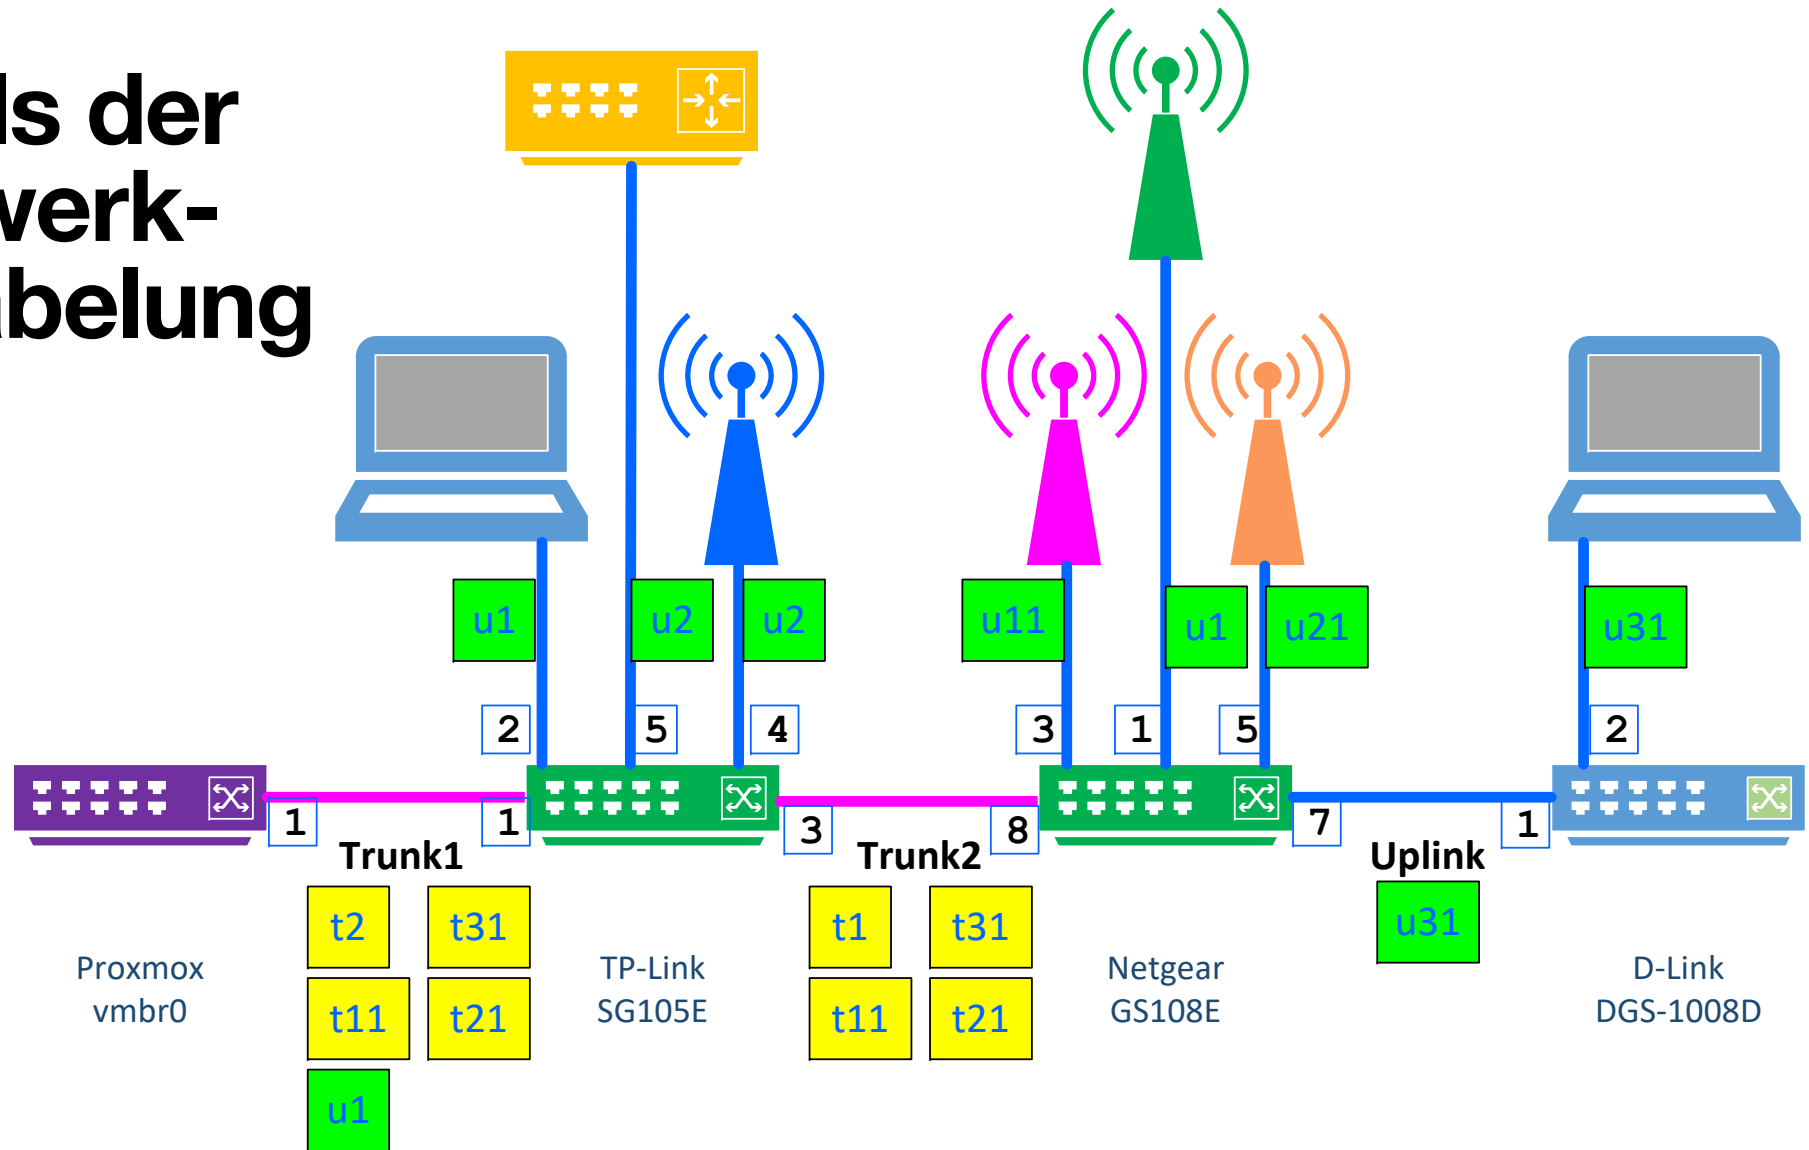 ls der
werk-
abelung
u1
u2
u2
u11
u1
u21
u31
2
5
4
3
1
5
2
1
1
3
8
7
1
Trunk1
Trunk2
Uplink
t2
t31
t1
t31
u31
Proxmox
vmbr0
TP-Link
SG105E
Netgear
GS108E
D-Link
DGS-1008D
t11
t21
t11
t21
u1